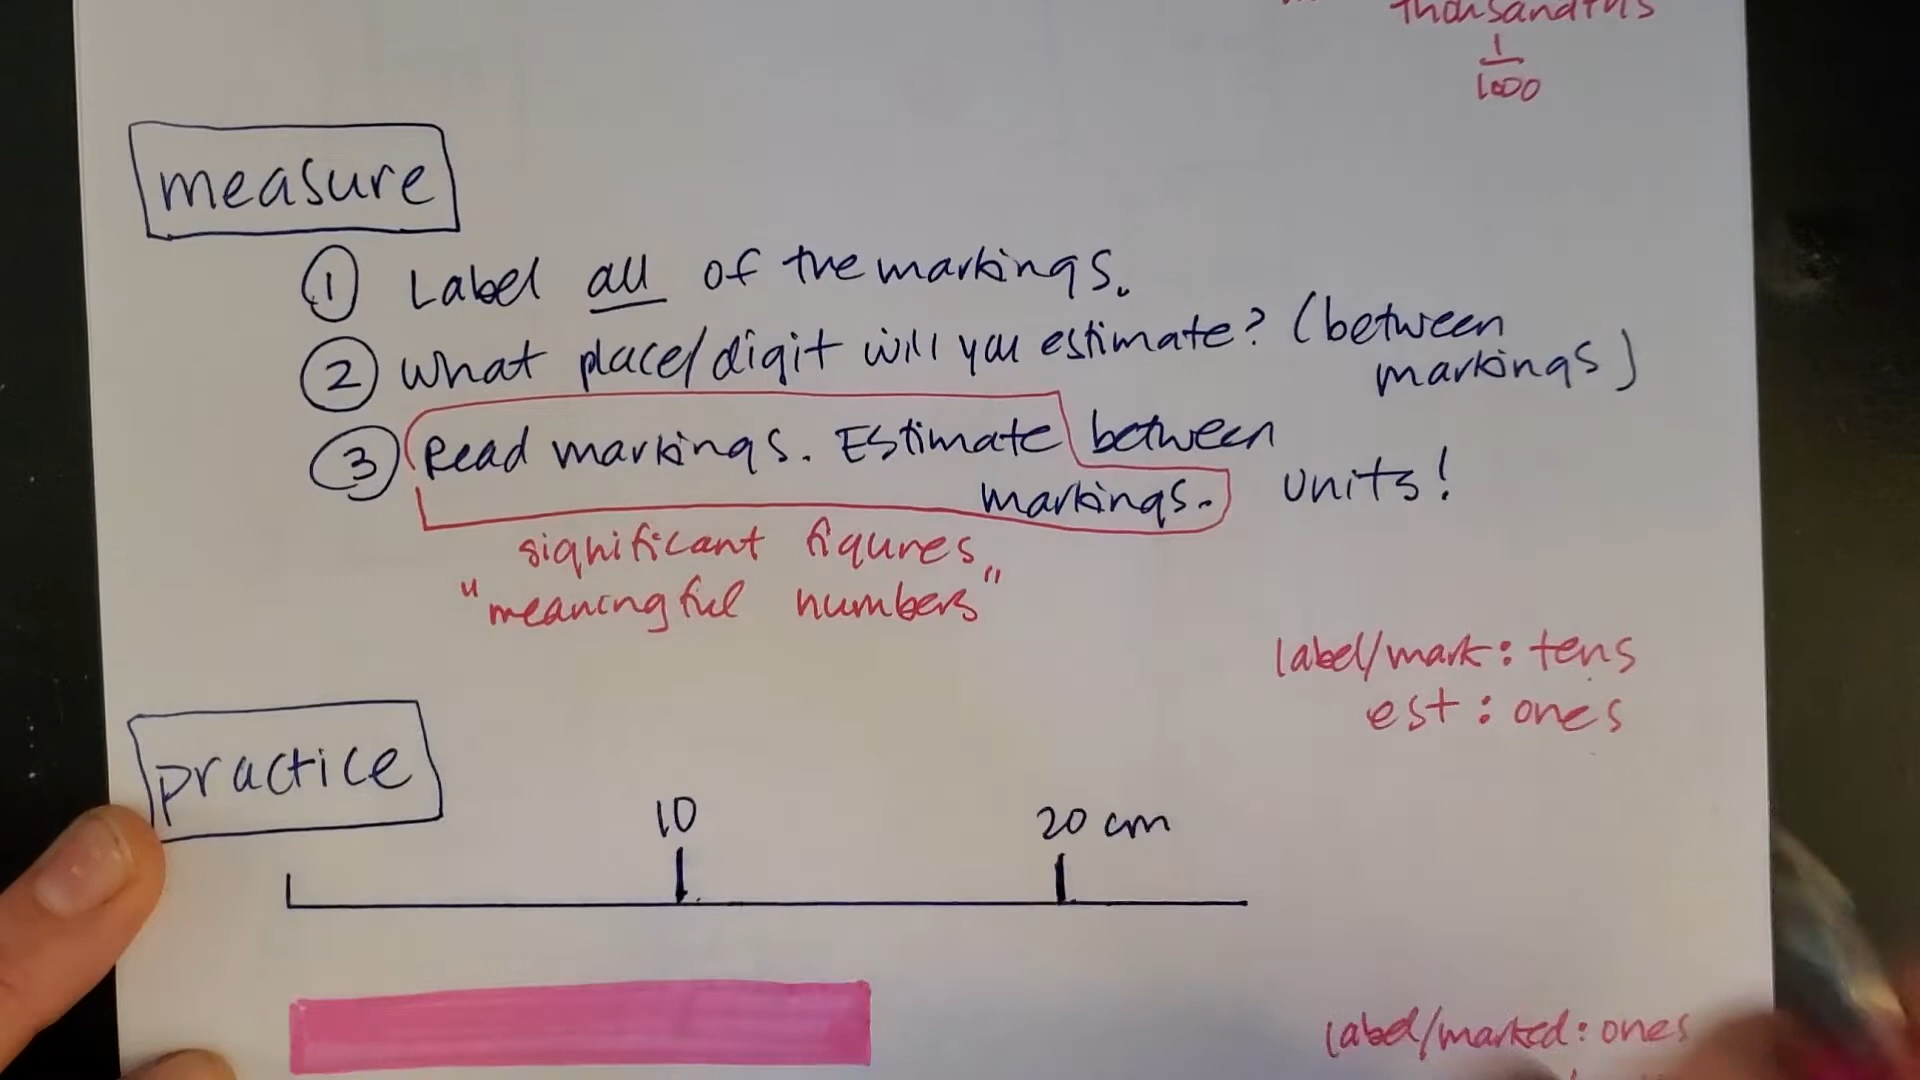 thousandths
1
1000
measure
① Label all of the markings.
② What place/digit will you estimate? (between
markings)
③ Read markings. Estimate between
markings. units!
significant figures
"meaningful numbers"
label/mark: tens
est: ones
practice
10 20 cm
label/marked: ones